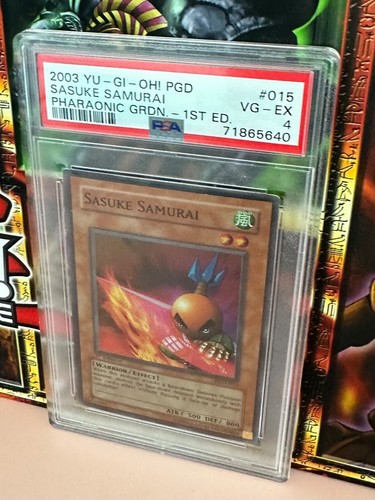 2003 YU-GI-OH! PGD #015
SASUKE SAMURAI VG-EX
PHARAONIC GRDN.-1ST ED. 4
PSA 71865640
SASUKE SAMURAI
風
[WARRIOR/EFFECT]
ATK/ 500 DEF/ 800